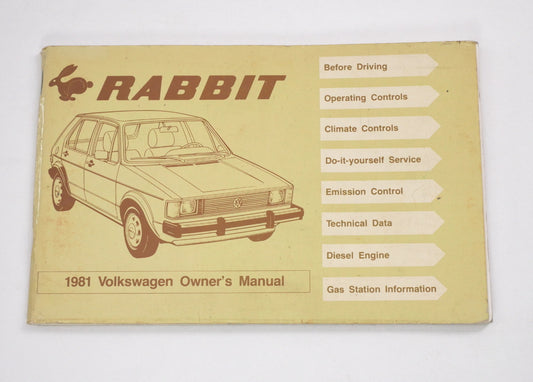 RABBIT
1981 Volkswagen Owner's Manual
Before Driving
Operating Controls
Climate Controls
Do-it-yourself Service
Emission Control
Technical Data
Diesel Engine
Gas Station Information